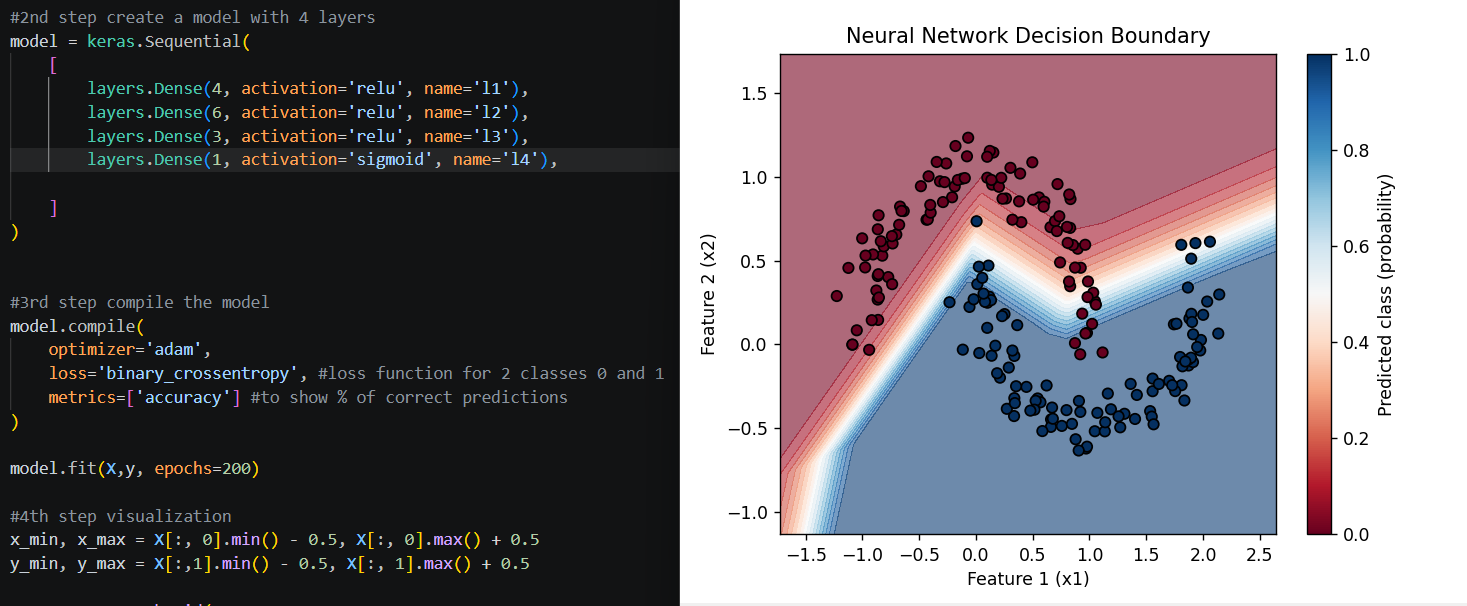 #2nd step create a model with 4 layers
model = keras.Sequential(
    [
        layers.Dense(4, activation='relu', name='l1'),
        layers.Dense(6, activation='relu', name='l2'),
        layers.Dense(3, activation='relu', name='l3'),
        layers.Dense(1, activation='sigmoid', name='l4'),
    ]
)
#3rd step compile the model
model.compile(
    optimizer='adam',
    loss='binary_crossentropy', #loss function for 2 classes 0 and 1
    metrics=['accuracy'] #to show % of correct predictions
)
model.fit(X,y, epochs=200)
#4th step visualization
x_min, x_max = X[:, 0].min() - 0.5, X[:, 0].max() + 0.5
y_min, y_max = X[:,1].min() - 0.5, X[:, 1].max() + 0.5
Neural Network Decision Boundary
Feature 2 (x2)
1.5
1.0
0.5
0.0
−0.5
−1.0
−1.5 −1.0 −0.5 0.0 0.5 1.0 1.5 2.0 2.5
Feature 1 (x1)
1.0
0.8
0.6
0.4
0.2
0.0
Predicted class (probability)